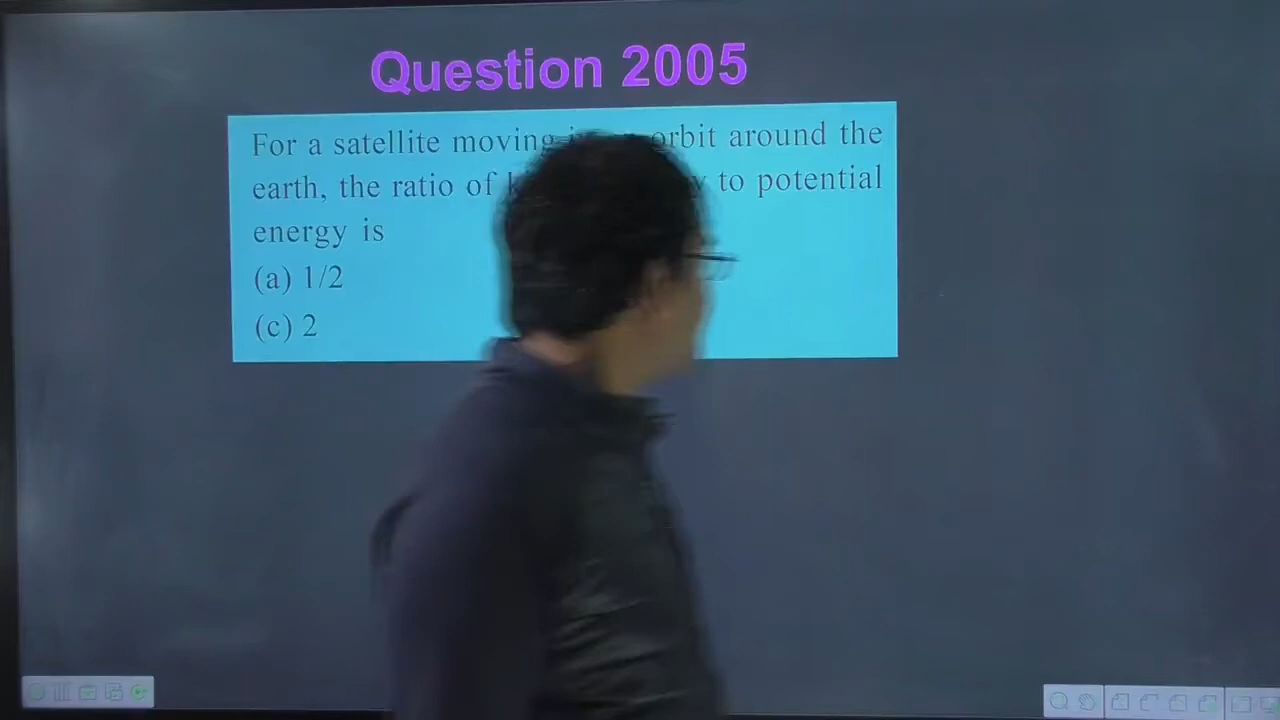 Question 2005
For a satellite moving orbit around the
earth, the ratio of to potential
energy is
(a) 1/2
(c) 2